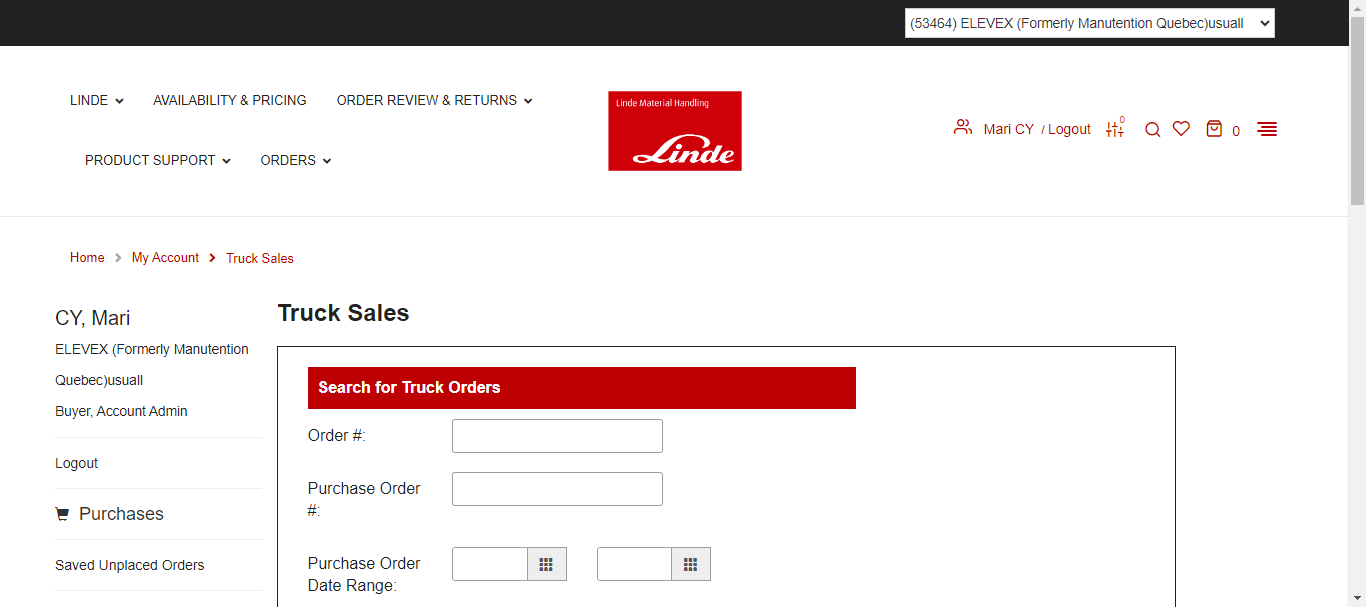 (53464) ELEVEX (Formerly Manutention Quebec)usuall
LINDE
AVAILABILITY & PRICING
ORDER REVIEW & RETURNS
PRODUCT SUPPORT
ORDERS
Linde Material Handling
Linde
Mari CY / Logout
0
0
Home
My Account
Truck Sales
CY, Mari
ELEVEX (Formerly Manutention
Quebec)usuall
Buyer, Account Admin
Logout
Purchases
Saved Unplaced Orders
Truck Sales
Search for Truck Orders
Order #:
Purchase Order
#:
Purchase Order
Date Range: